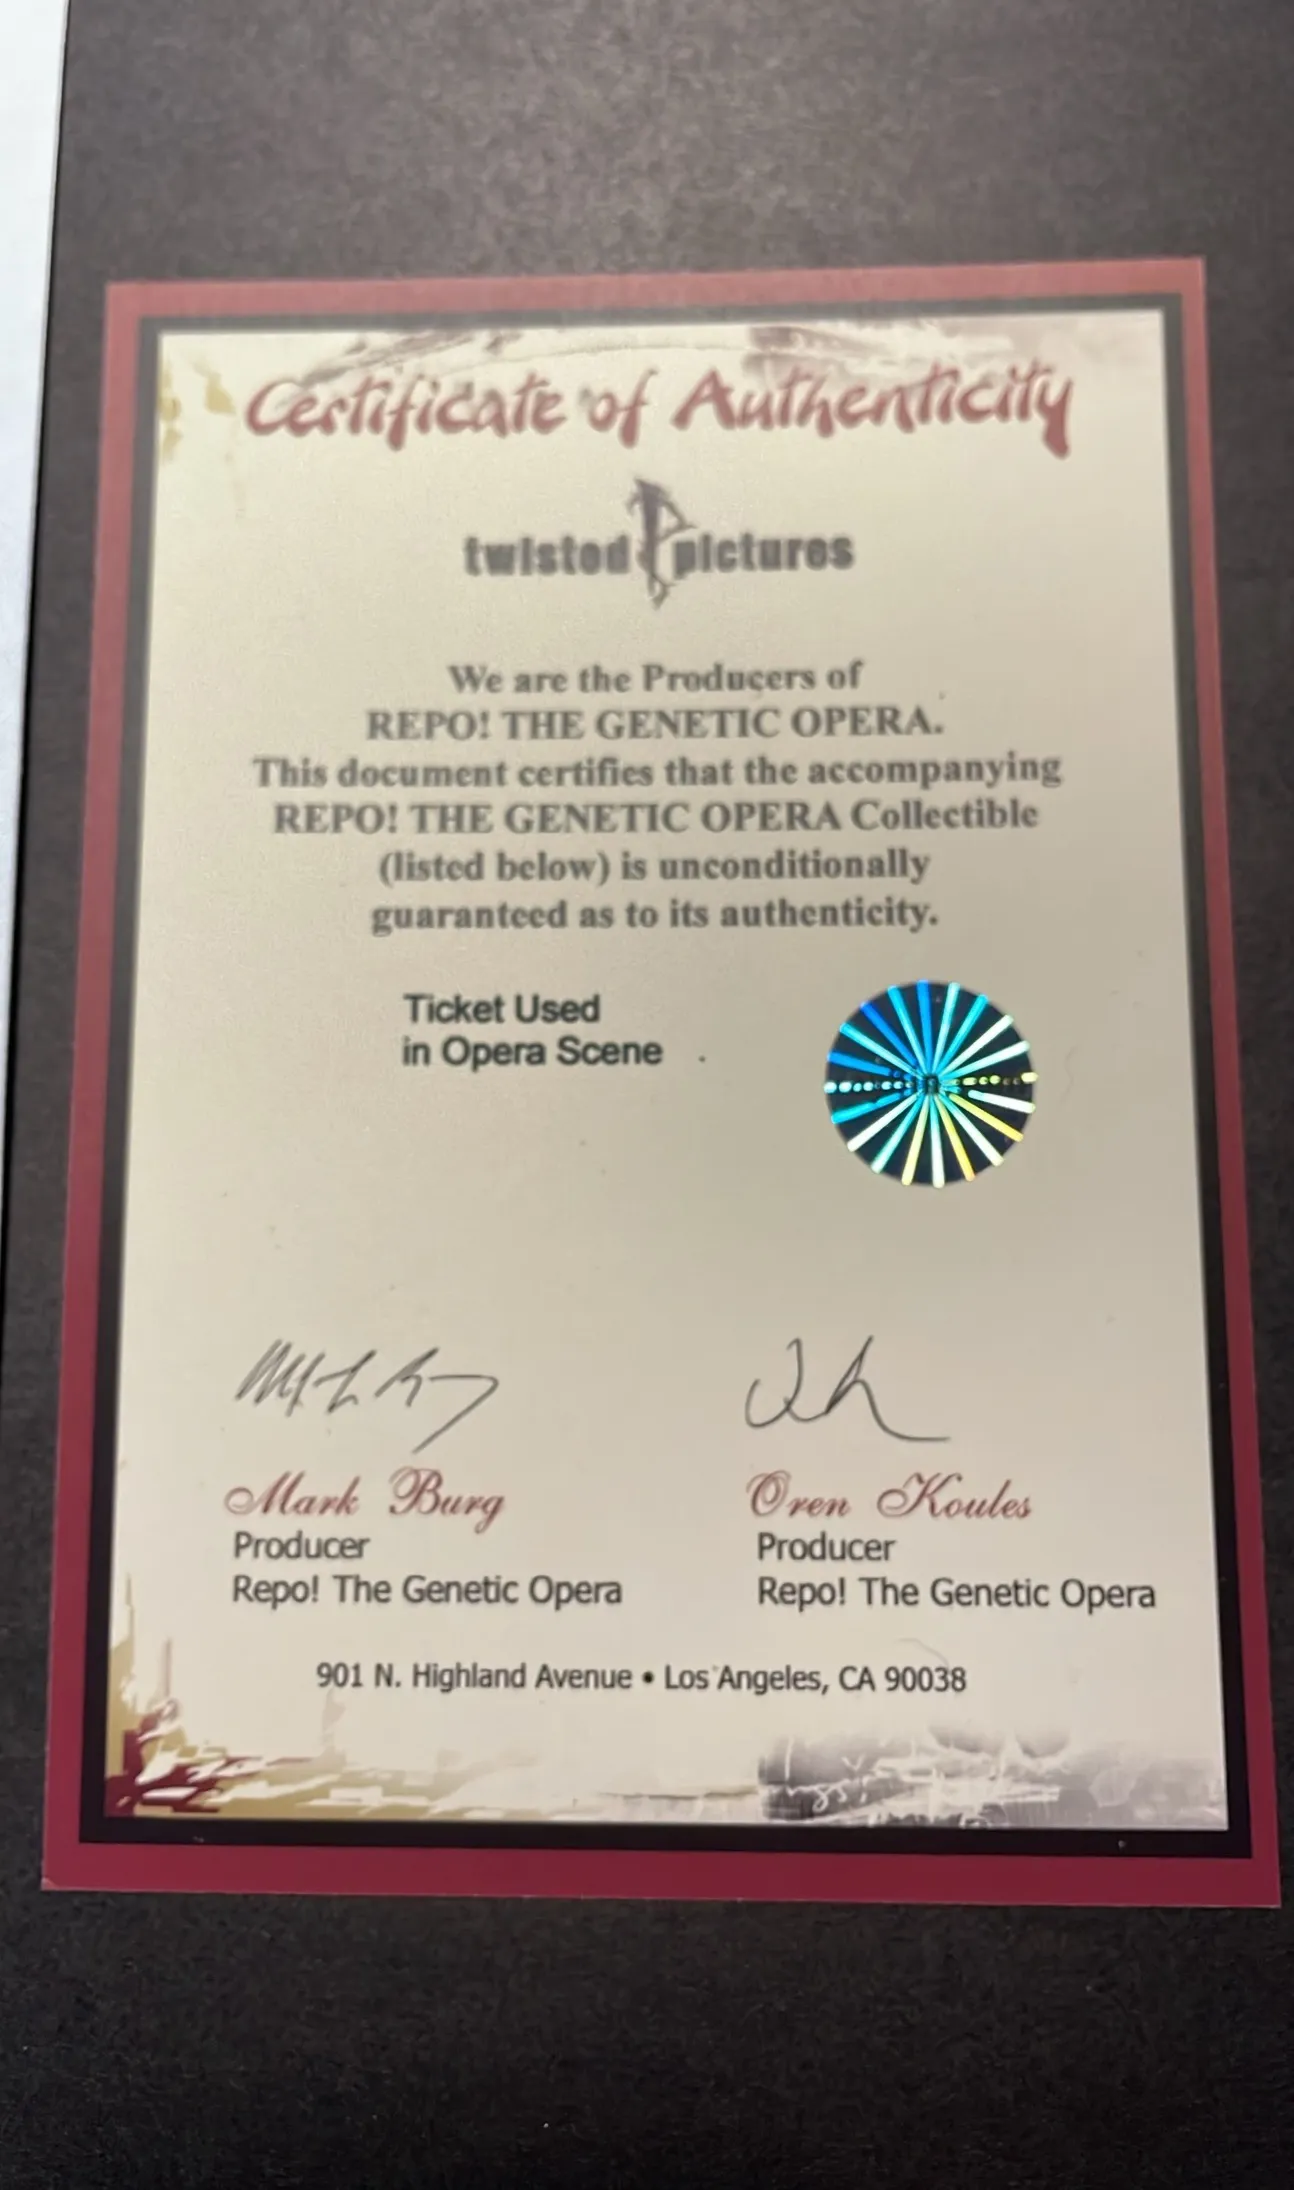 Certificate of Authenticity
twisted pictures
We are the Producers of
REPO! THE GENETIC OPERA.
This document certifies that the accompanying
REPO! THE GENETIC OPERA Collectible
(listed below) is unconditionally
guaranteed as to its authenticity.
Ticket Used
in Opera Scene
Mark Burg
Producer
Repo! The Genetic Opera
Oren Koules
Producer
Repo! The Genetic Opera
901 N. Highland Avenue • Los Angeles, CA 90038